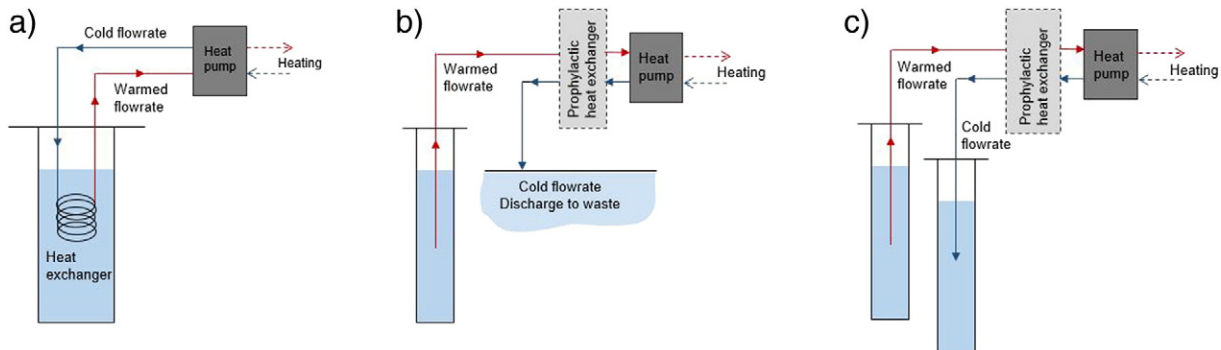 a)
Cold flowrate
Heat
pump
Heating
Warmed
flowrate
Heat
exchanger
b)
Warmed
flowrate
Prophylactic
heat exchanger
Heat
pump
Heating
Cold flowrate
Discharge to waste
c)
Warmed
flowrate
Prophylactic
heat exchanger
Heat
pump
Heating
Cold
flowrate